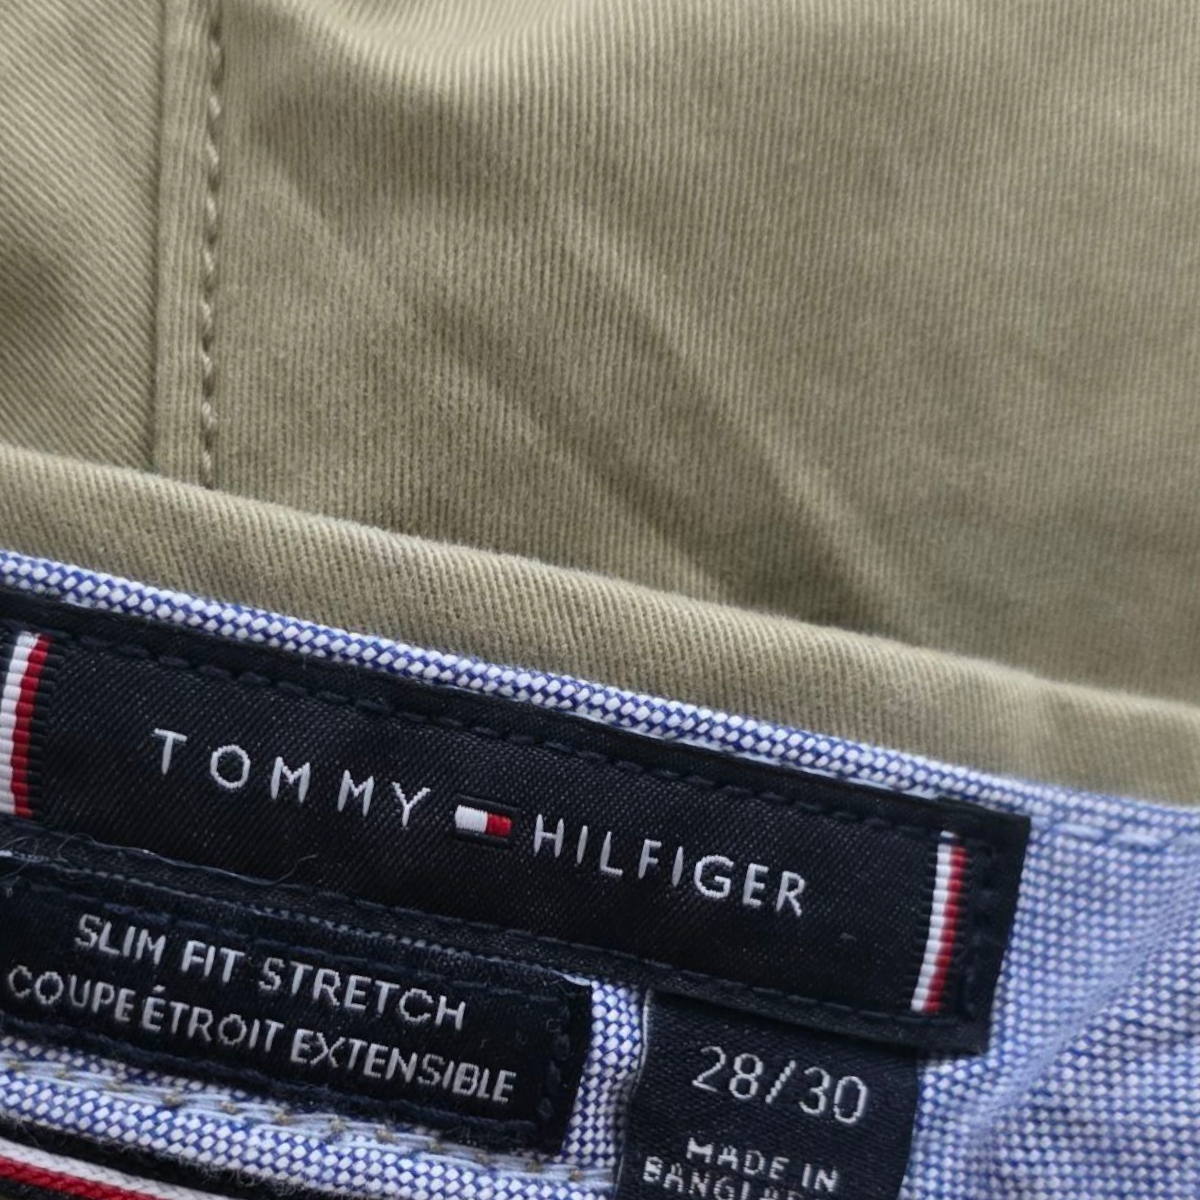 TOMMY HILFIGER
SLIM FIT STRETCH
COUPE ÉTROIT EXTENSIBLE
28/30
MADE IN